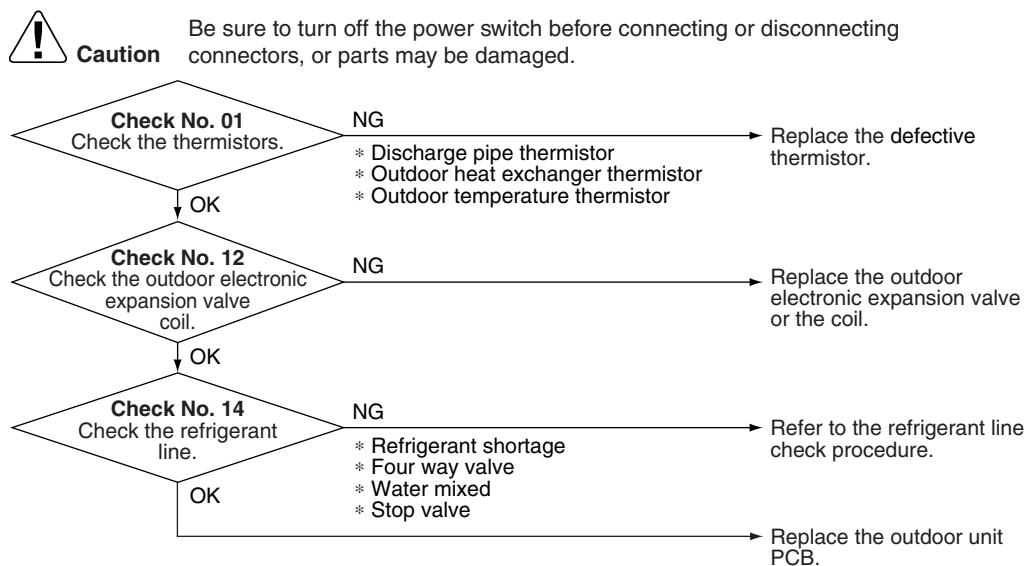 Caution
Be sure to turn off the power switch before connecting or disconnecting
connectors, or parts may be damaged.
Check No. 01
Check the thermistors.
NG
* Discharge pipe thermistor
* Outdoor heat exchanger thermistor
* Outdoor temperature thermistor
Replace the defective
thermistor.
OK
Check No. 12
Check the outdoor electronic
expansion valve
coil.
NG
Replace the outdoor
electronic expansion valve
or the coil.
OK
Check No. 14
Check the refrigerant
line.
NG
* Refrigerant shortage
* Four way valve
* Water mixed
* Stop valve
Refer to the refrigerant line
check procedure.
OK
Replace the outdoor unit
PCB.